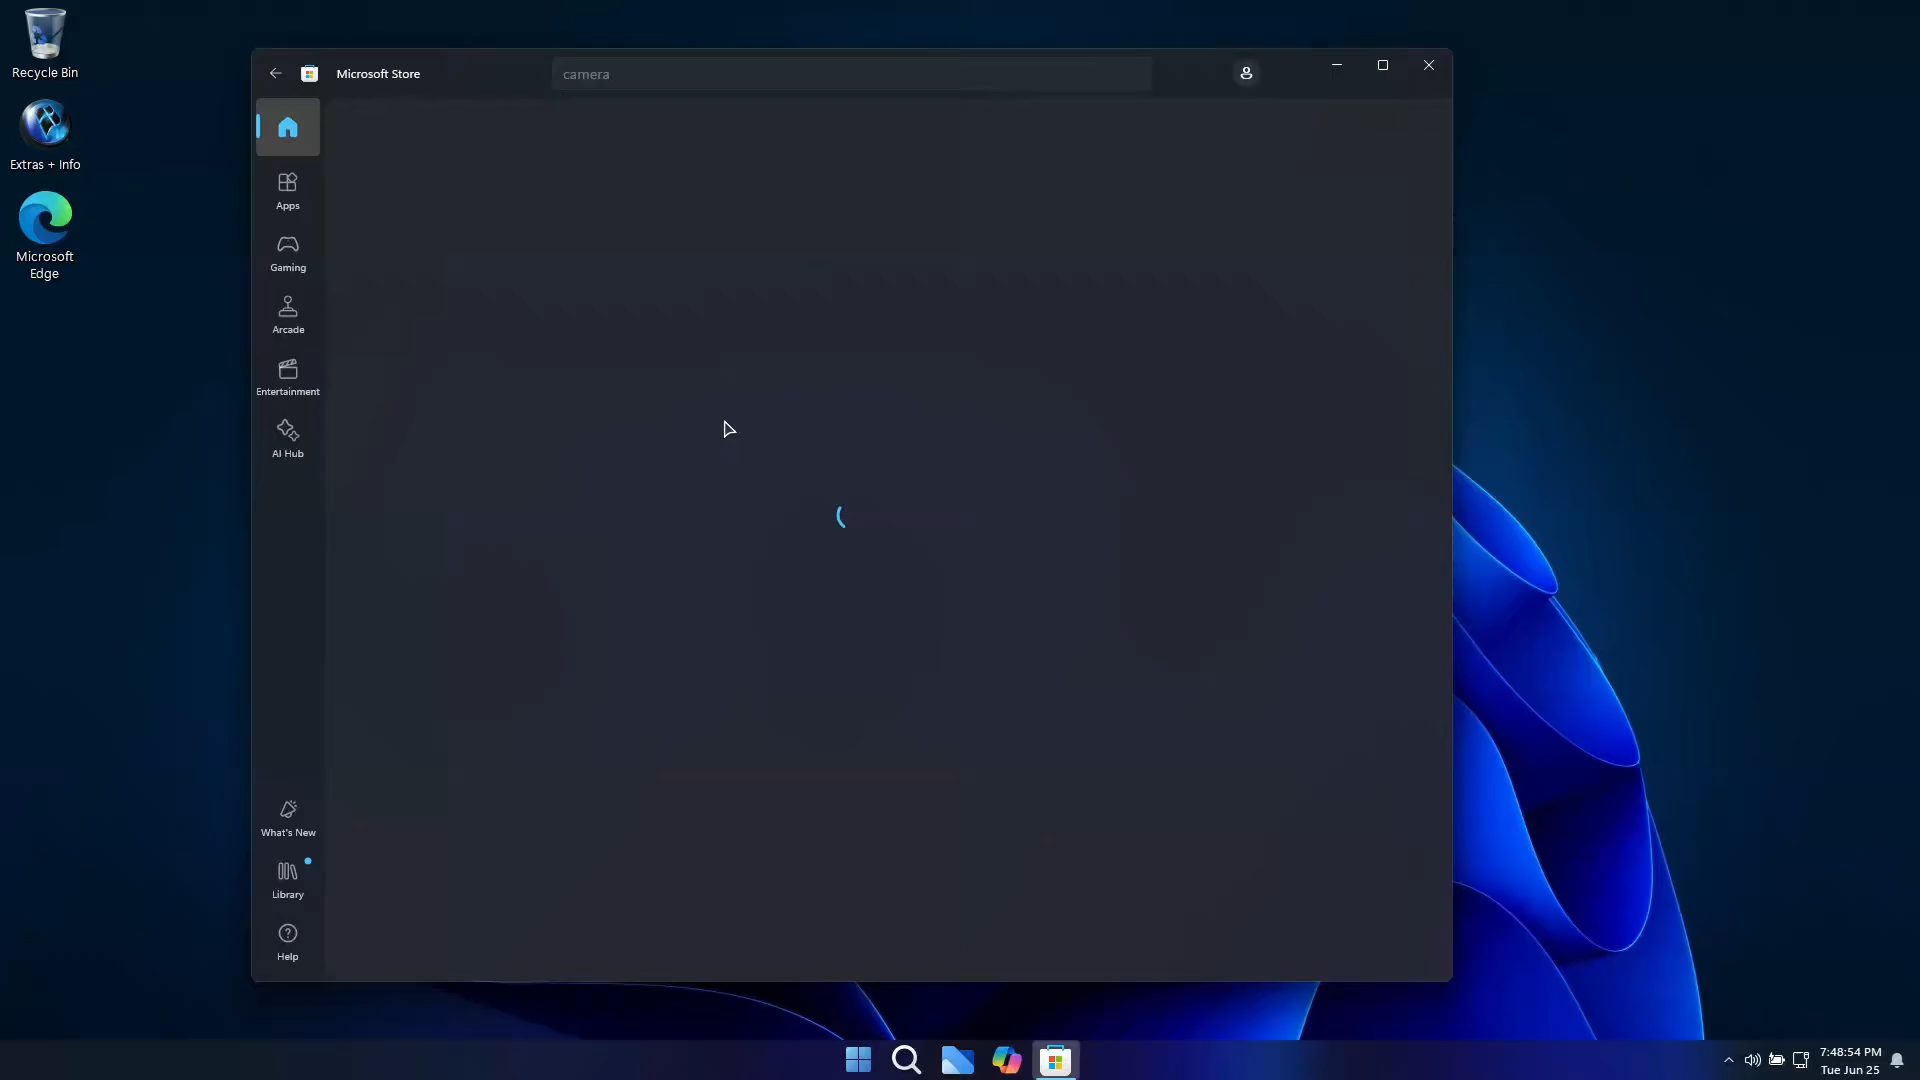 Recycle Bin
Extras + Info
Microsoft
Edge
Microsoft Store
camera
Apps
Gaming
Arcade
Entertainment
AI Hub
What's New
Library
Help
7:48:54 PM
Tue Jun 25